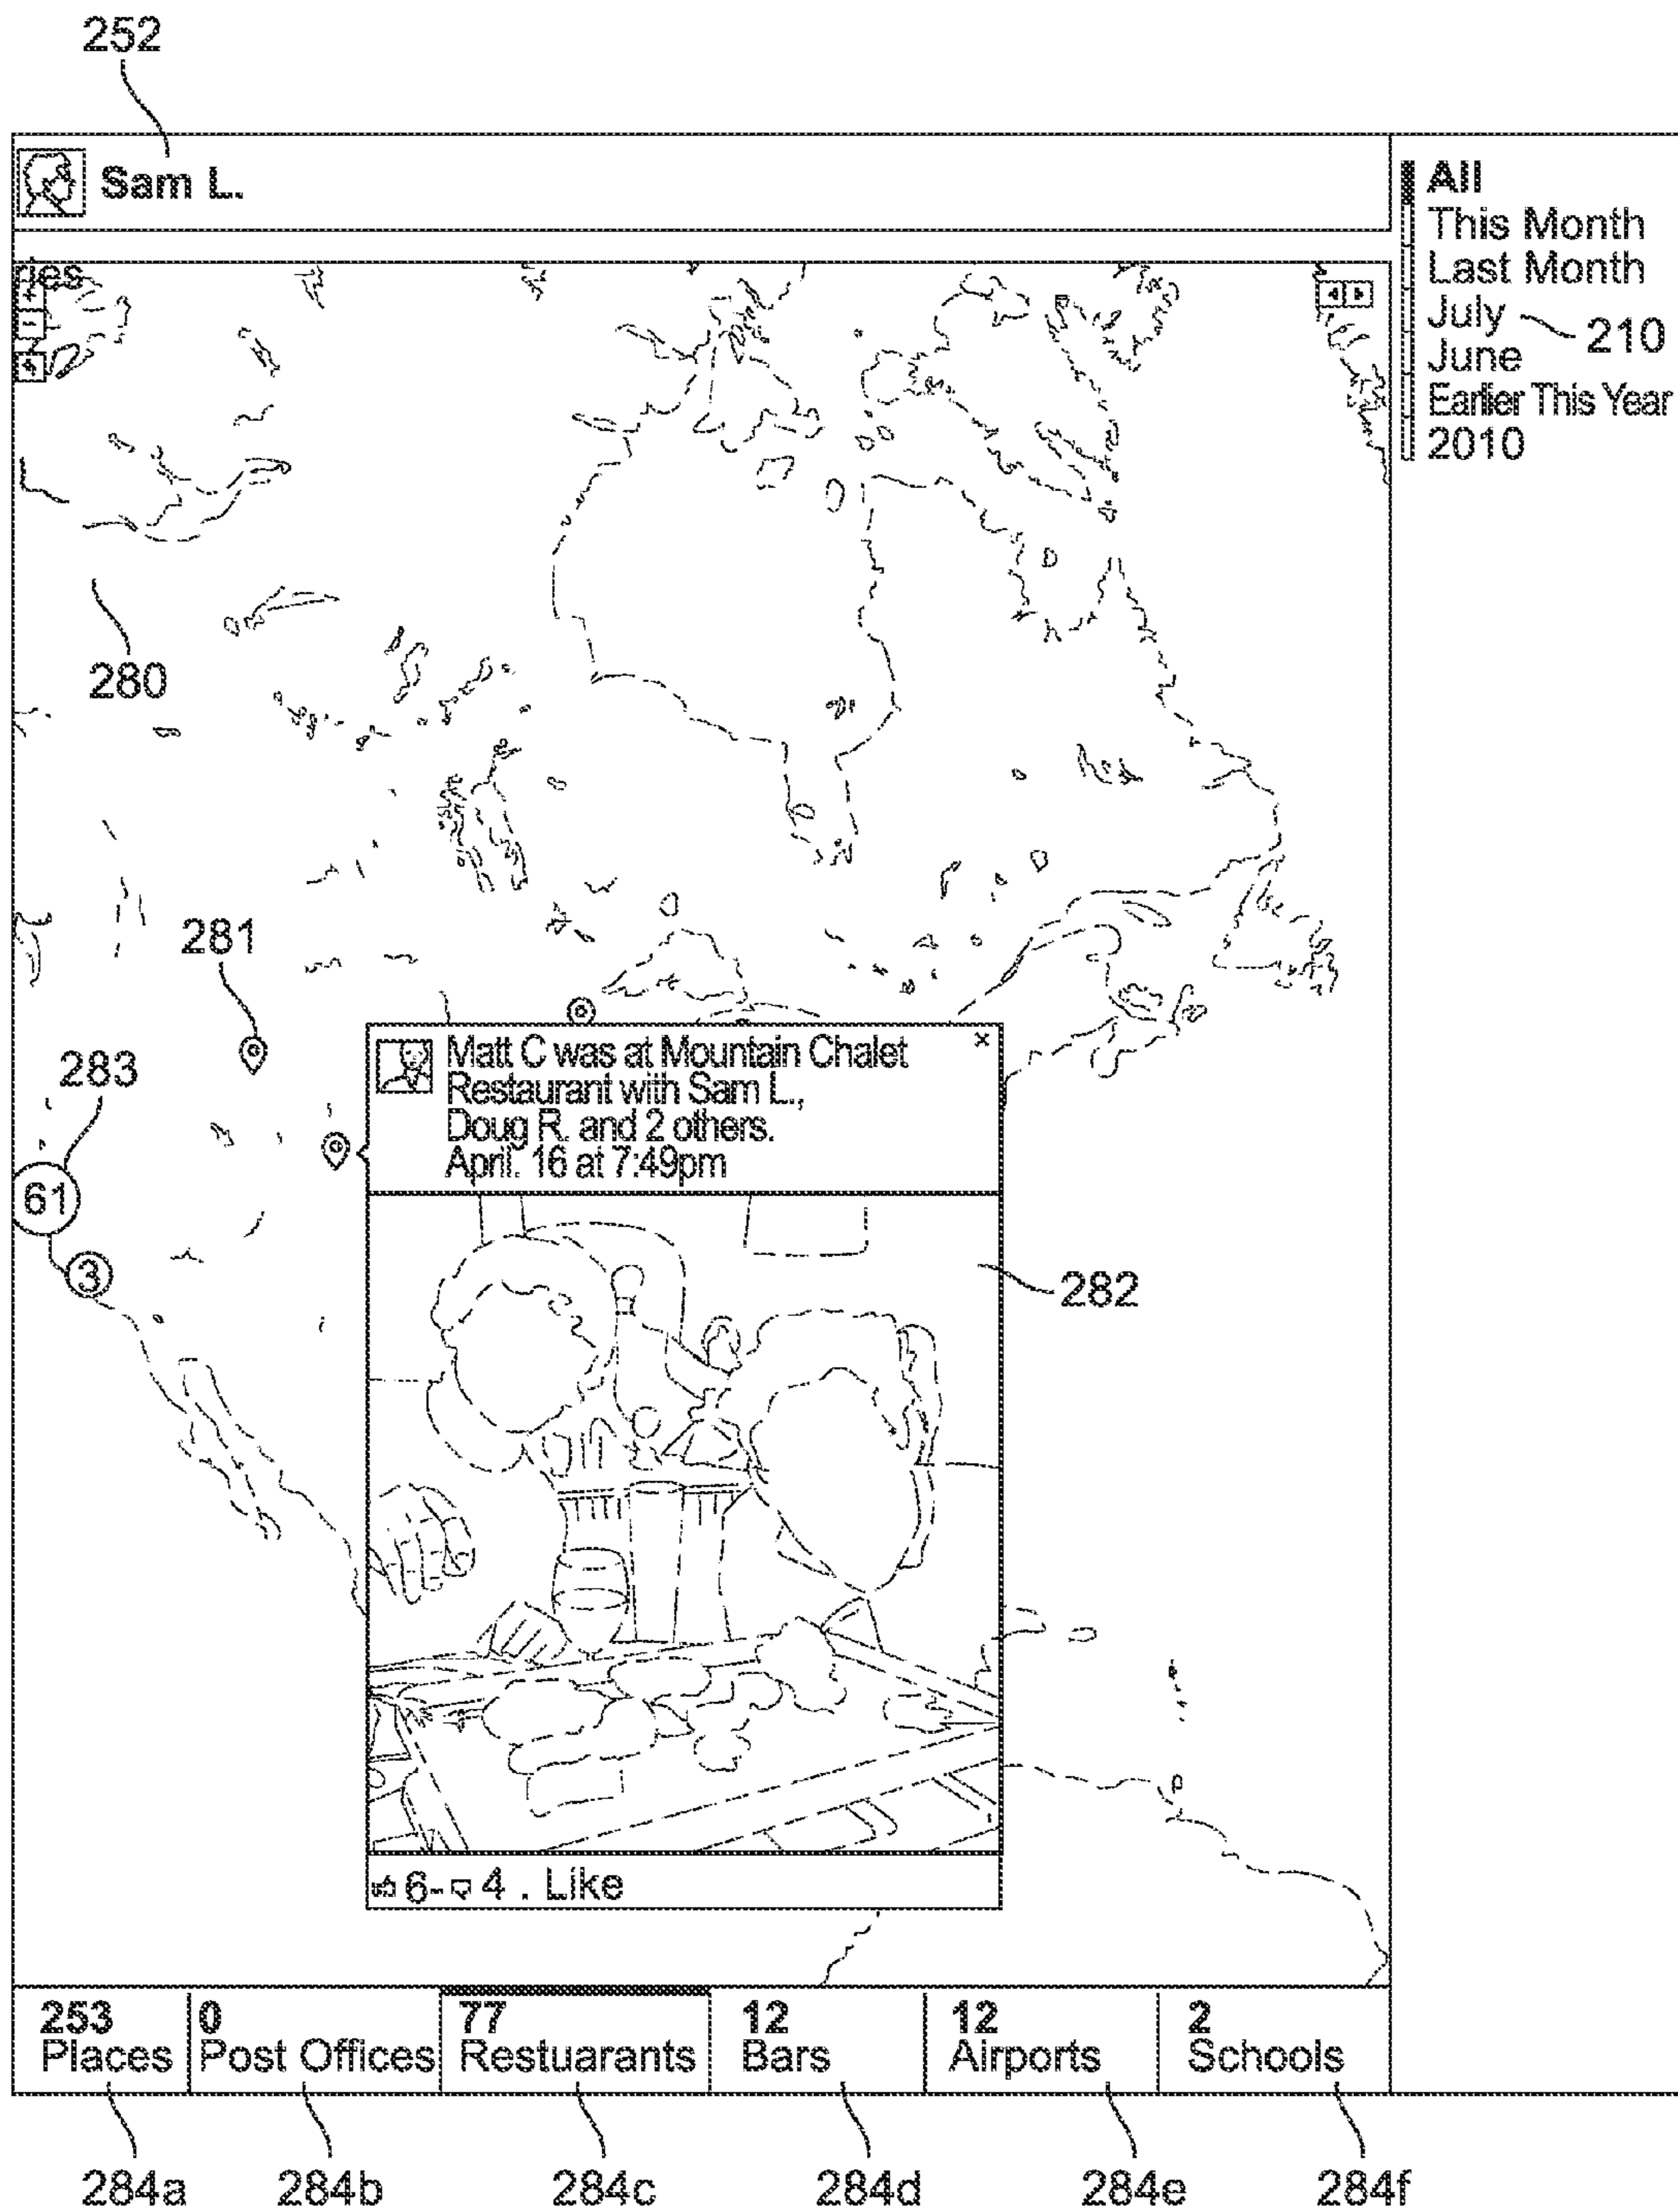 252
Sam L.
All
This Month
Last Month
July
210
June
Earlier This Year
2010
ries
280
281
283
61
3
Matt C was at Mountain Chalet
Restaurant with Sam L.,
Doug R. and 2 others.
April. 16 at 7:49pm
×
282
6-
4 . Like
253
Places
0
Post Offices
77
Restuarants
12
Bars
12
Airports
2
Schools
284a
284b
284c
284d
284e
284f